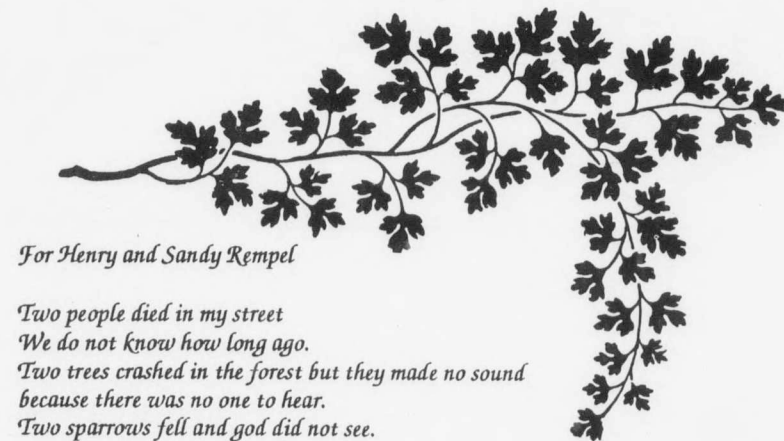 For Henry and Sandy Rempel
Two people died in my street
We do not know how long ago.
Two trees crashed in the forest but they made no sound
because there was no one to hear.
Two sparrows fell and god did not see.